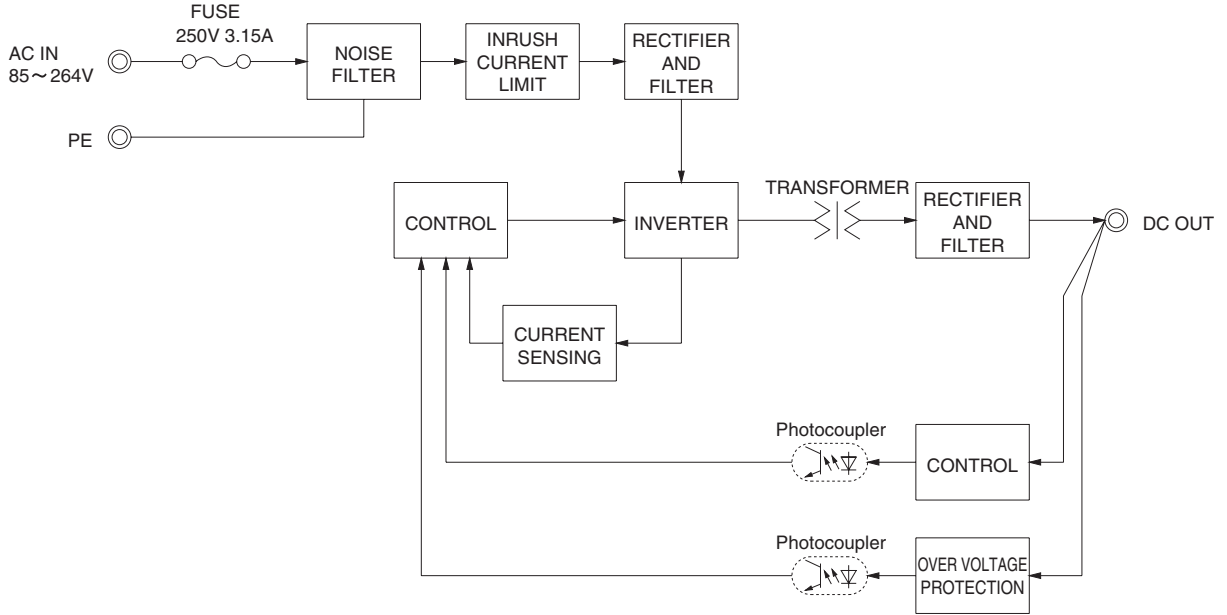 FUSE
250V 3.15A
AC IN
85～264V
NOISE
FILTER
INRUSH
CURRENT
LIMIT
RECTIFIER
AND
FILTER
PE
CONTROL
INVERTER
TRANSFORMER
RECTIFIER
AND
FILTER
DC OUT
CURRENT
SENSING
Photocoupler
CONTROL
Photocoupler
OVER VOLTAGE
PROTECTION